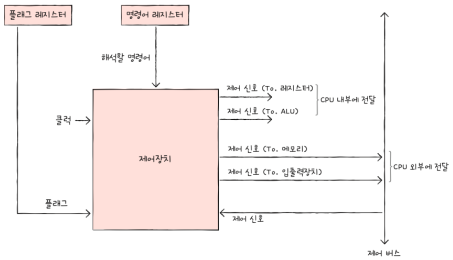 플래그 레지스터
명령어 레지스터
해석할 명령어
제어 신호 (To. 레지스터)
CPU 내부에 전달
제어 신호 (To. ALU)
클럭
제어장치
제어 신호 (To. 메모리)
CPU 외부에 전달
제어 신호 (To. 입출력장치)
플래그
제어 신호
제어 버스